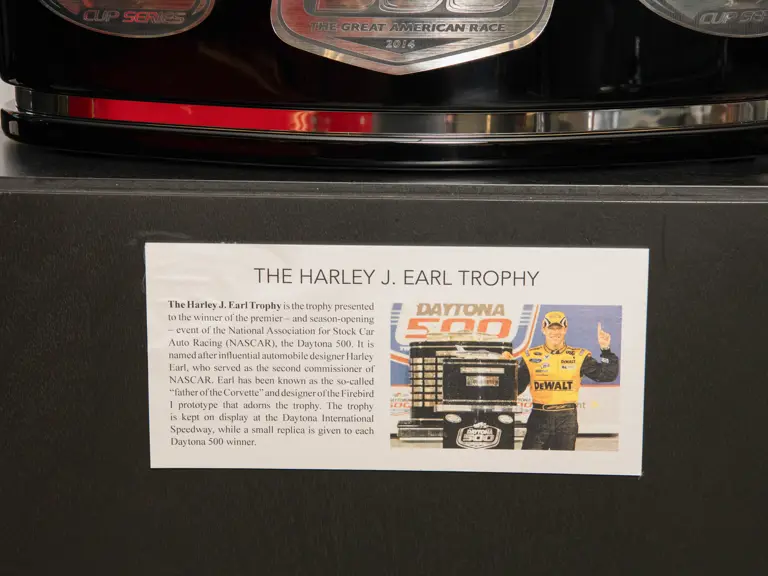 CUP SERIES
THE GREAT AMERICAN RACE
2014
CUP SERIES
THE HARLEY J. EARL TROPHY
The Harley J. Earl Trophy is the trophy presented
to the winner of the premier – and season-opening
– event of the National Association for Stock Car
Auto Racing (NASCAR), the Daytona 500. It is
named after influential automobile designer Harley
Earl, who served as the second commissioner of
NASCAR. Earl has been known as the so-called
“father of the Corvette” and designer of the Firebird
I prototype that adorns the trophy. The trophy
is kept on display at the Daytona International
Speedway, while a small replica is given to each
Daytona 500 winner.
DAYTONA
500
DEWALT
500